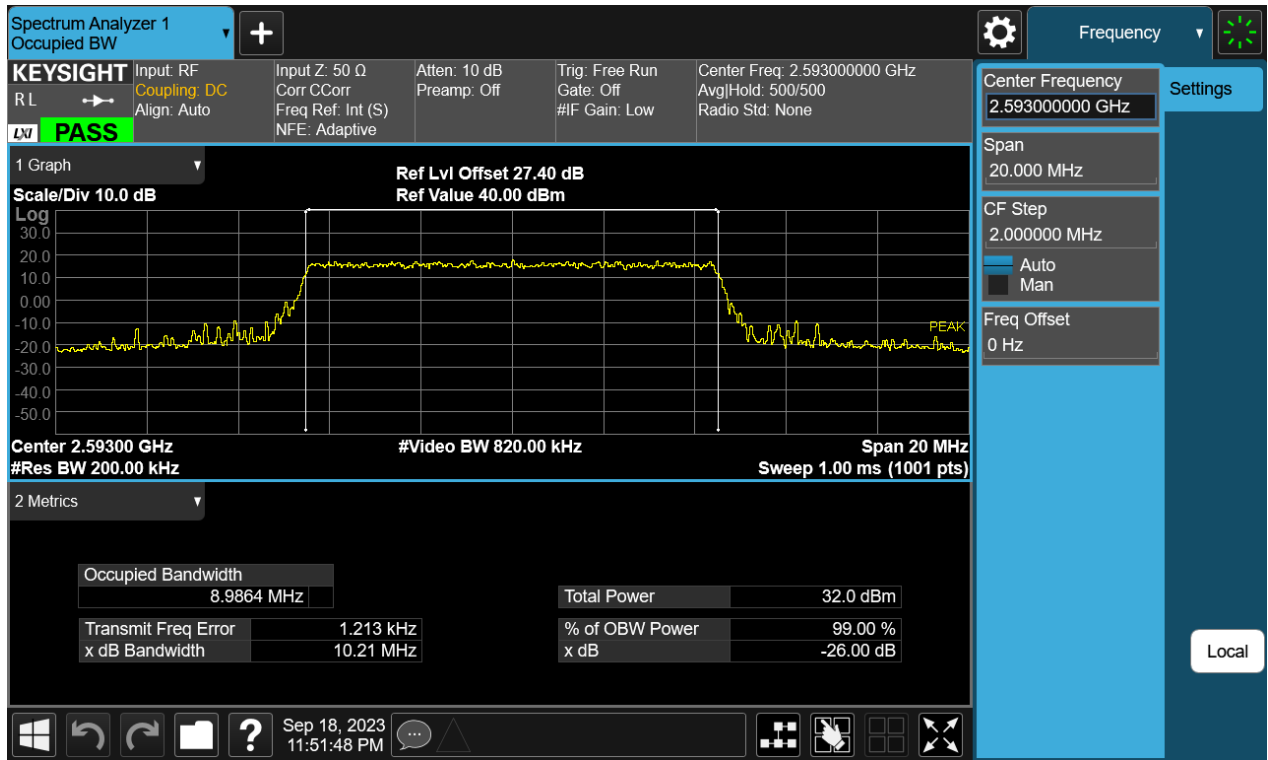 Spectrum Analyzer 1
Occupied BW
+
Frequency
KEYSIGHT
R L
LXI
PASS
Input: RF
Coupling: DC
Align: Auto
Input Z: 50 Ω
Corr CCorr
Freq Ref: Int (S)
NFE: Adaptive
Atten: 10 dB
Preamp: Off
Trig: Free Run
Gate: Off
#IF Gain: Low
Center Freq: 2.593000000 GHz
Avg|Hold: 500/500
Radio Std: None
Center Frequency
2.593000000 GHz
Settings
Span
20.000 MHz
CF Step
2.000000 MHz
Auto
Man
Freq Offset
0 Hz
Local
1 Graph
Ref Lvl Offset 27.40 dB
Scale/Div 10.0 dB
Ref Value 40.00 dBm
Log
30.0
20.0
10.0
0.00
-10.0
-20.0
-30.0
-40.0
-50.0
PEAK
Center 2.59300 GHz
#Video BW 820.00 kHz
Span 20 MHz
#Res BW 200.00 kHz
Sweep 1.00 ms (1001 pts)
2 Metrics
Occupied Bandwidth
8.9864 MHz
Total Power 32.0 dBm
Transmit Freq Error 1.213 kHz
% of OBW Power 99.00 %
x dB Bandwidth 10.21 MHz
x dB -26.00 dB
?
Sep 18, 2023
11:51:48 PM